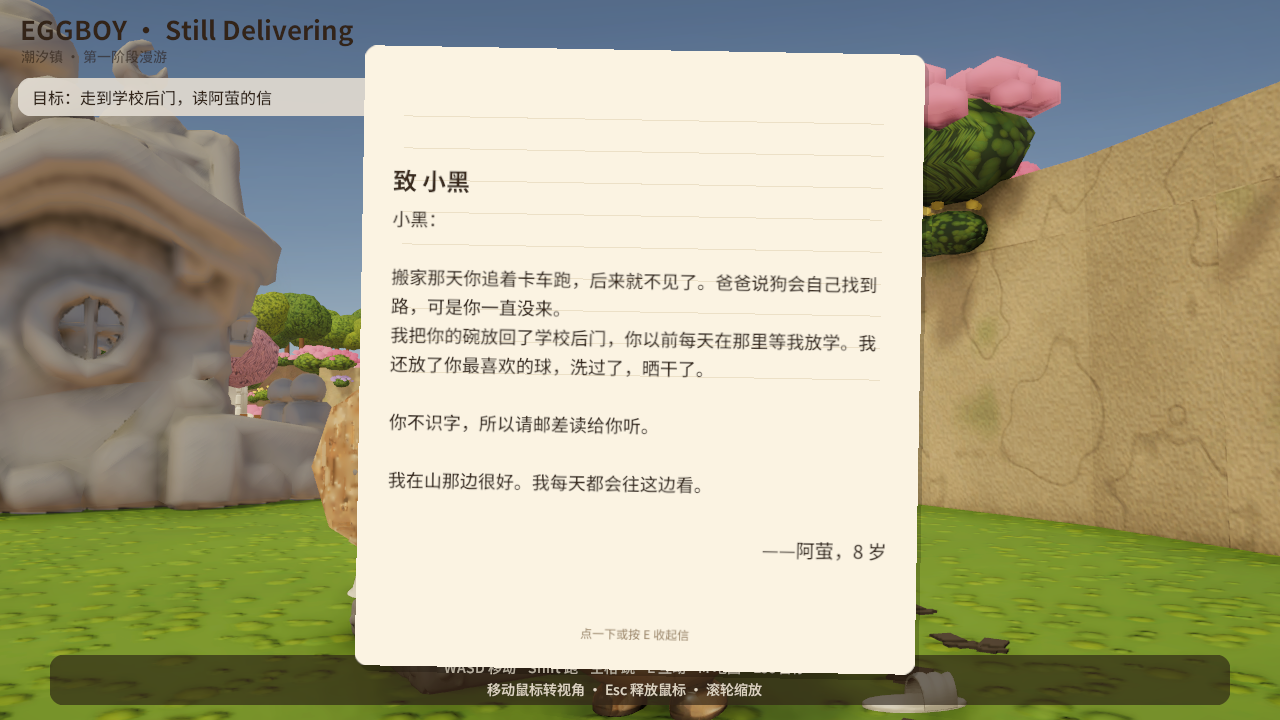 EGGBOY · Still Delivering
潮汐镇 · 第一阶段漫游
目标：走到学校后门，读阿萤的信
致 小黑
小黑：
搬家那天你追着卡车跑，后来就不见了。爸爸说狗会自己找到
路，可是你一直没来。
我把你的碗放回了学校后门，你以前每天在那里等我放学。我
还放了你最喜欢的球，洗过了，晒干了。
你不识字，所以请邮差读给你听。
我在山那边很好。我每天都会往这边看。
——阿萤，8 岁
点一下或按 E 收起信
WASD 移动 · Shift 跑
移动鼠标转视角 · Esc 释放鼠标 · 滚轮缩放